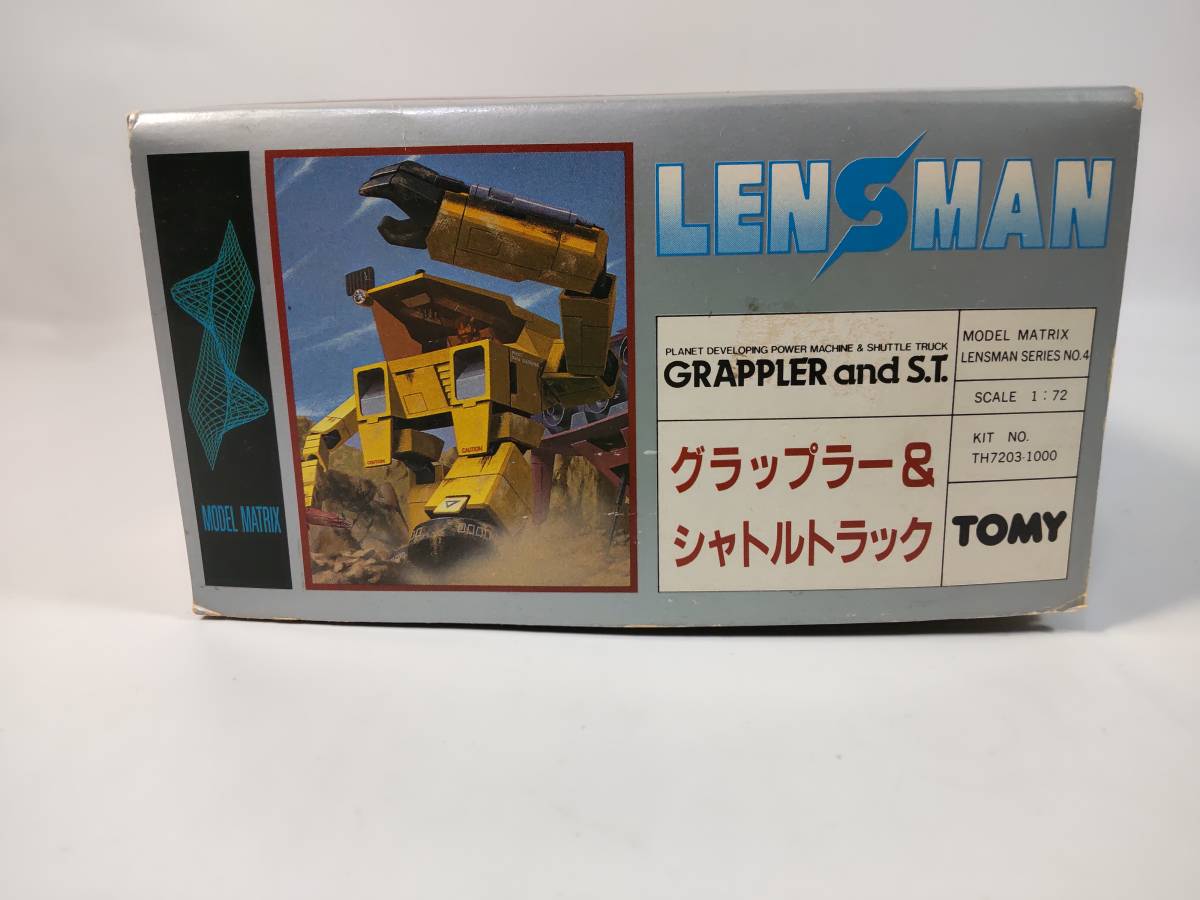 LENSMAN
PLANET DEVELOPING POWER MACHINE & SHUTTLE TRUCK
GRAPPLER and S.T.
MODEL MATRIX
LENSMAN SERIES NO.4
SCALE 1:72
グラップラー&
シャトルトラック
KIT NO.
TH7203-1000
TOMY
MODEL MATRIX
CAUTION
CAUTION